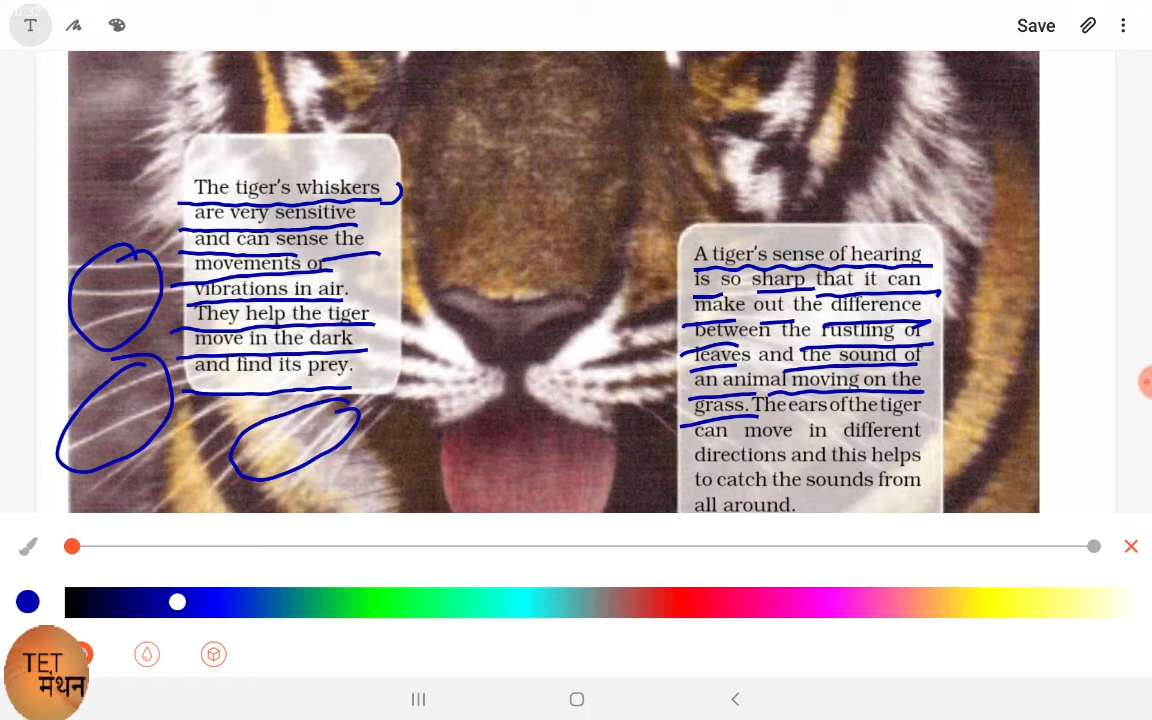 T
Save
The tiger's whiskers
are very sensitive
and can sense the
movements or
vibrations in air.
They help the tiger
move in the dark
and find its prey.
A tiger's sense of hearing
is so sharp that it can
make out the difference
between the rustling of
leaves and the sound of
an animal moving on the
grass. The ears of the tiger
can move in different
directions and this helps
to catch the sounds from
all around.
TET
मंथन